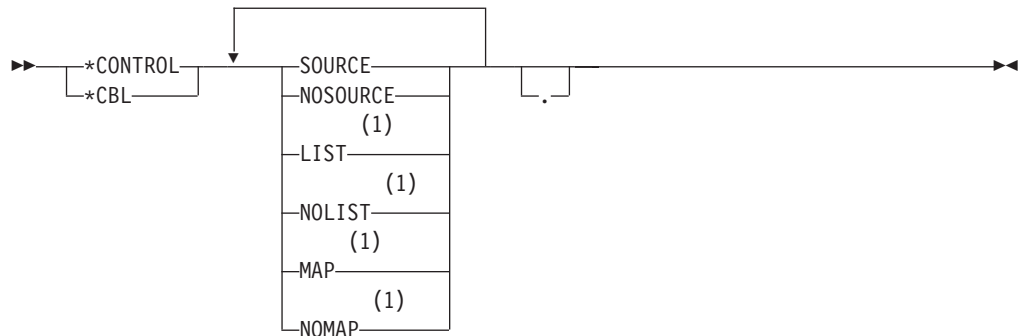 *CONTROL
*CBL
SOURCE
NOSOURCE
(1)
LIST
(1)
NOLIST
(1)
MAP
(1)
NOMAP
.